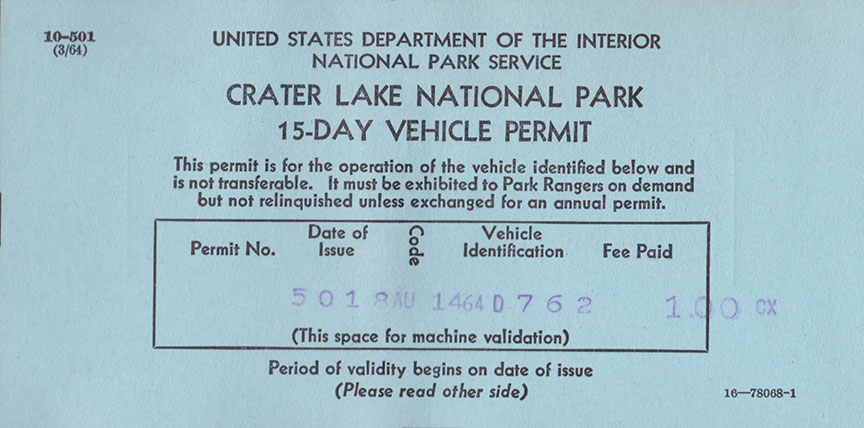 10-501
(3/64)
UNITED STATES DEPARTMENT OF THE INTERIOR
NATIONAL PARK SERVICE
CRATER LAKE NATIONAL PARK
15-DAY VEHICLE PERMIT
This permit is for the operation of the vehicle identified below and
is not transferable. It must be exhibited to Park Rangers on demand
but not relinquished unless exchanged for an annual permit.
Permit No.
Date of
Issue
Code
Vehicle
Identification
Fee Paid
5018AU 1464D762 1.00 CX
(This space for machine validation)
Period of validity begins on date of issue
(Please read other side)
16—78068-1